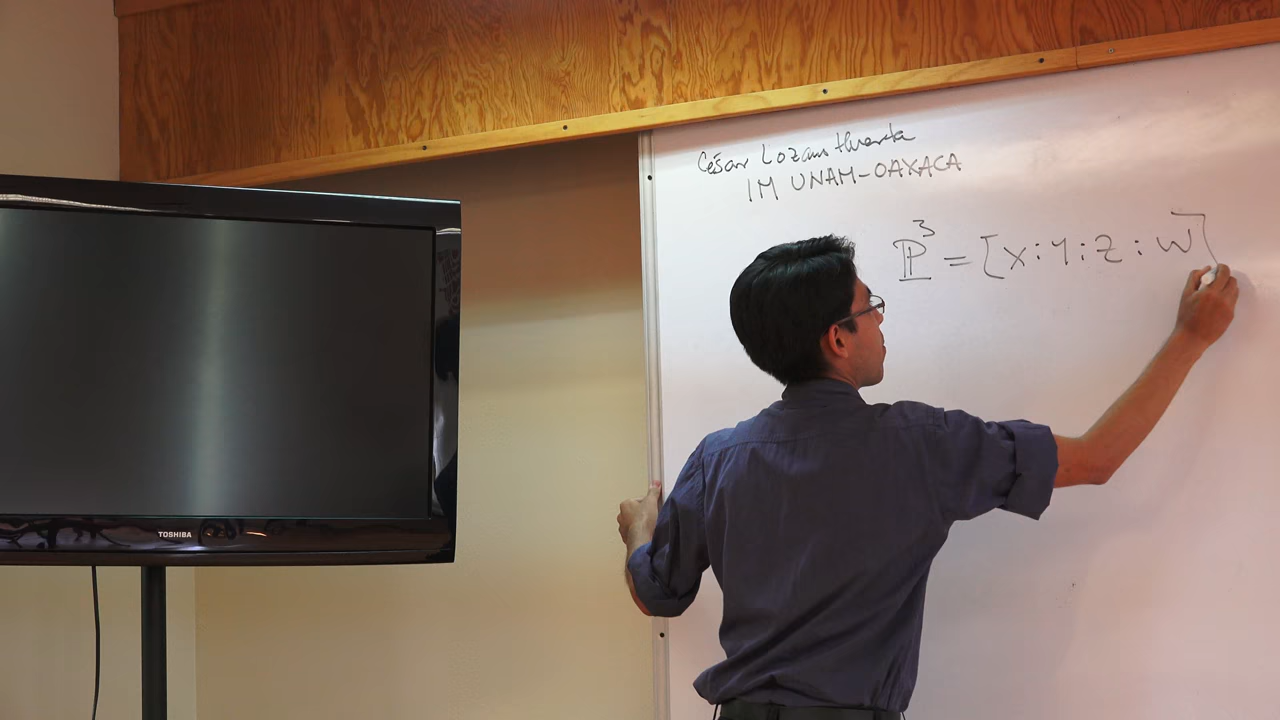 TOSHIBA
César Lozano Huerta
IM UNAM-OAXACA
ℙ³ = [X:Y:Z:W]